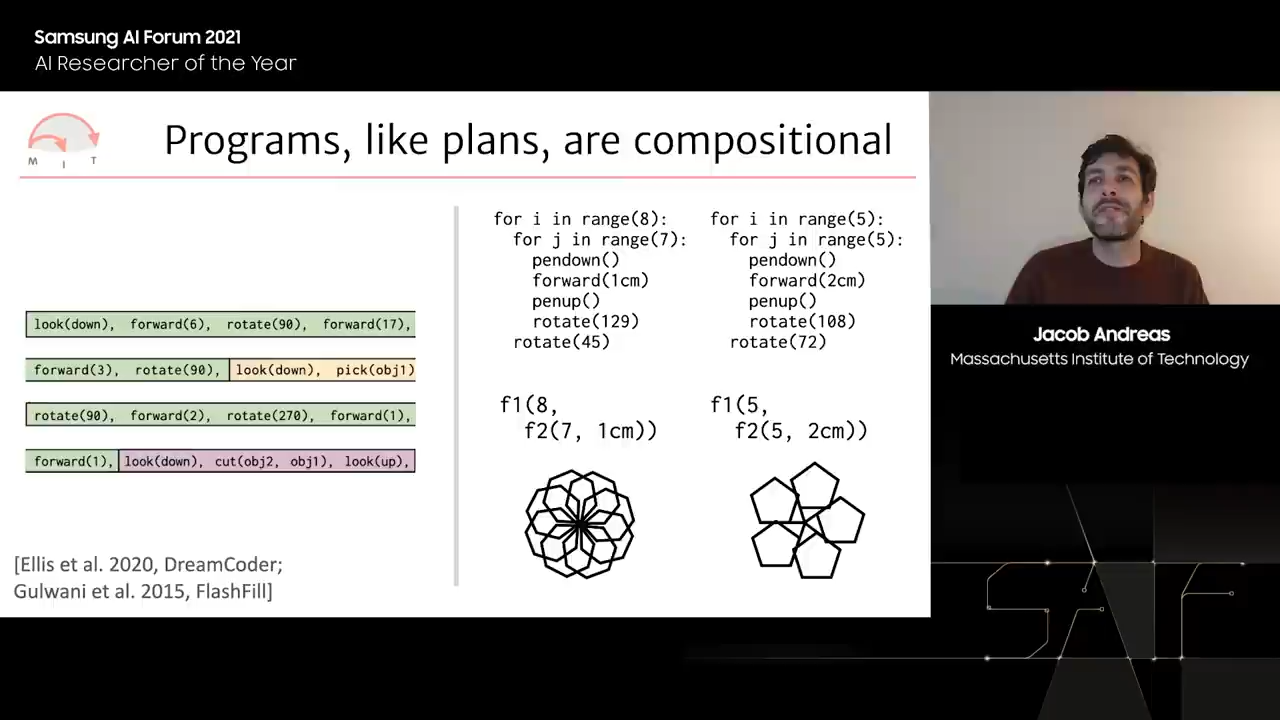 Samsung AI Forum 2021
AI Researcher of the Year
M I T
Programs, like plans, are compositional
look(down), forward(6), rotate(90), forward(17),
forward(3), rotate(90), look(down), pick(obj1)
rotate(90), forward(2), rotate(270), forward(1),
forward(1), look(down), cut(obj2, obj1), look(up),
[Ellis et al. 2020, DreamCoder;
Gulwani et al. 2015, FlashFill]
for i in range(8):
for j in range(7):
pendown()
forward(1cm)
penup()
rotate(129)
rotate(45)
f1(8,
f2(7, 1cm))
for i in range(5):
for j in range(5):
pendown()
forward(2cm)
penup()
rotate(108)
rotate(72)
f1(5,
f2(5, 2cm))
Jacob Andreas
Massachusetts Institute of Technology
SAIF